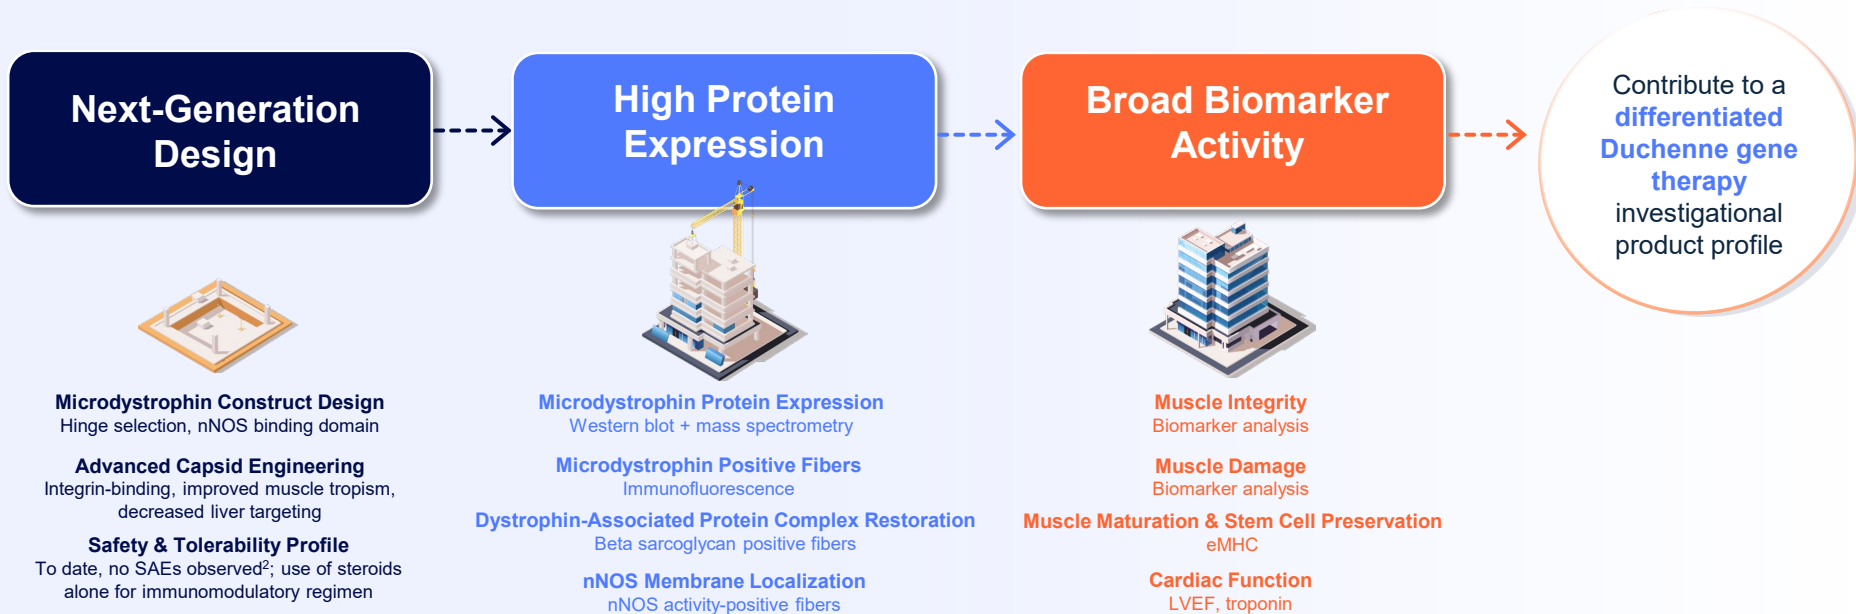 Next-Generation
Design
High Protein
Expression
Broad Biomarker
Activity
Contribute to a
differentiated
Duchenne gene
therapy
investigational
product profile
Microdystrophin Construct Design
Hinge selection, nNOS binding domain
Advanced Capsid Engineering
Integrin-binding, improved muscle tropism,
decreased liver targeting
Safety & Tolerability Profile
To date, no SAEs observed²; use of steroids
alone for immunomodulatory regimen
Microdystrophin Protein Expression
Western blot + mass spectrometry
Microdystrophin Positive Fibers
Immunofluorescence
Dystrophin-Associated Protein Complex Restoration
Beta sarcoglycan positive fibers
nNOS Membrane Localization
nNOS activity-positive fibers
Muscle Integrity
Biomarker analysis
Muscle Damage
Biomarker analysis
Muscle Maturation & Stem Cell Preservation
eMHC
Cardiac Function
LVEF, troponin